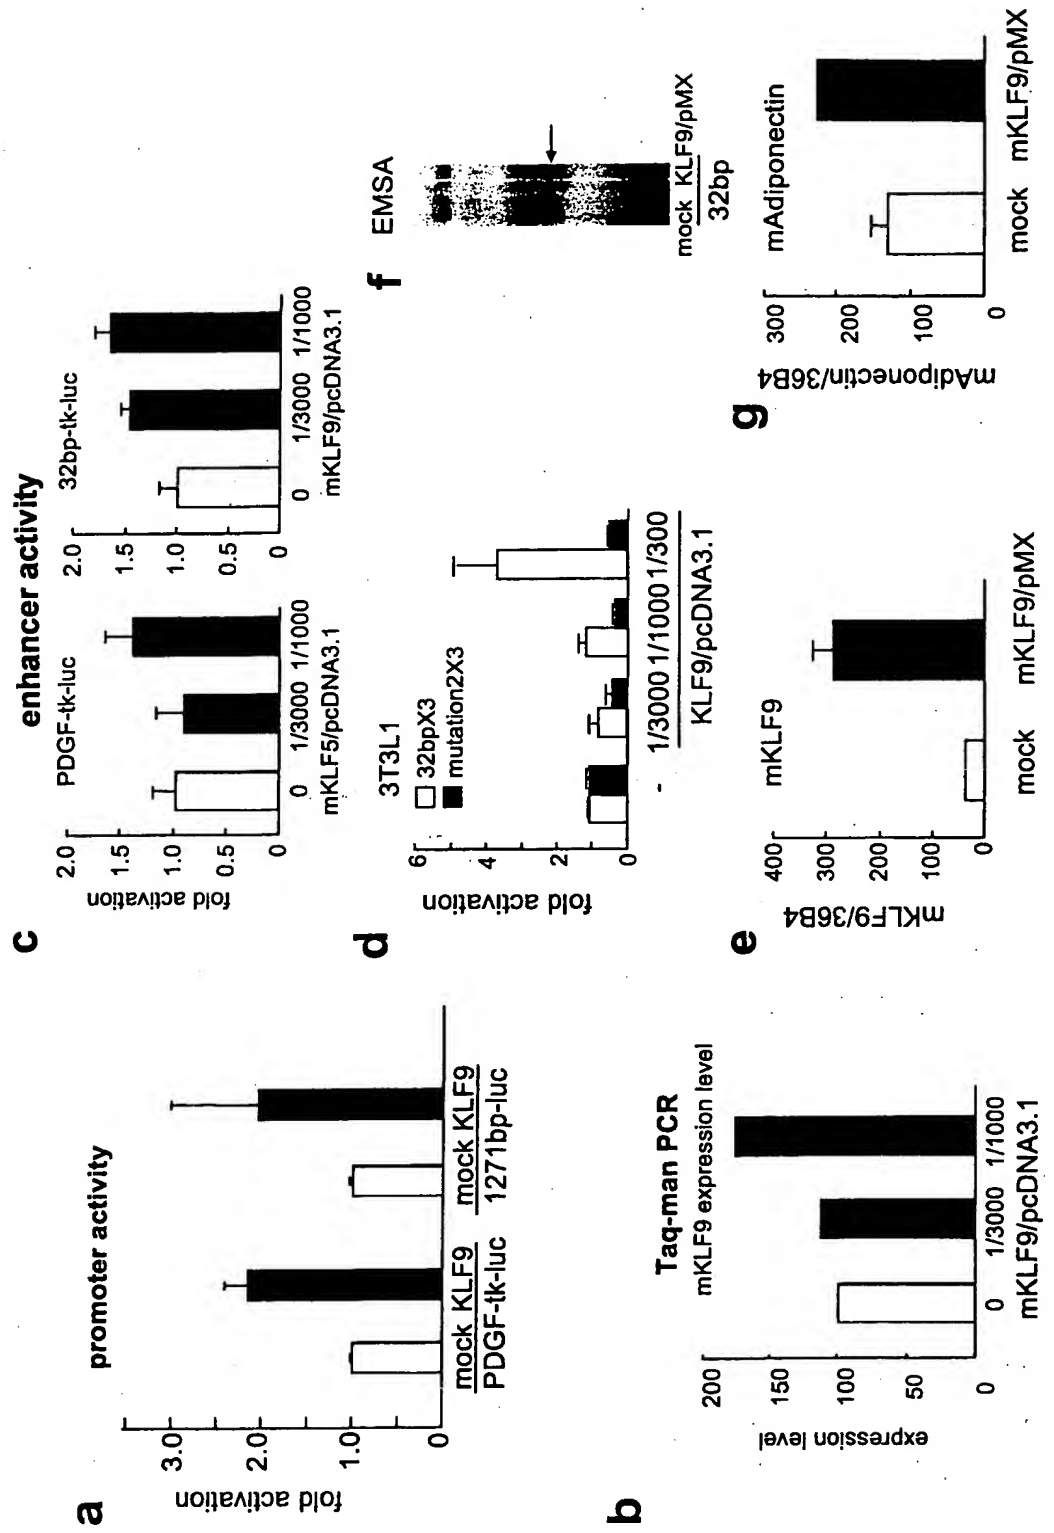 a
promoter activity
fold activation
3.0
2.0
1.0
0
mock KLF9
PDGF-tk-luc
mock KLF9
1271bp-luc
b
Taq-man PCR
mKLF9 expression level
expression level
200
150
100
50
0
0 1/3000 1/1000
mKLF9/pcDNA3.1
c
enhancer activity
PDGF-tk-luc
fold activation
2.0
1.5
1.0
0.5
0
0 1/3000 1/1000
mKLF5/pcDNA3.1
32bp-tk-luc
2.0
1.5
1.0
0.5
0
0 1/3000 1/1000
mKLF9/pcDNA3.1
d
3T3L1
32bpX3
mutation2X3
fold activation
6
4
2
0
- 1/3000 1/1000 1/300
KLF9/pcDNA3.1
e
mKLF9
mKLF9/36B4
400
300
200
100
0
mock mKLF9/pMX
f
EMSA
mock KLF9/pMX
32bp
g
mAdiponectin
mAdiponectin/36B4
300
200
100
0
mock mKLF9/pMX